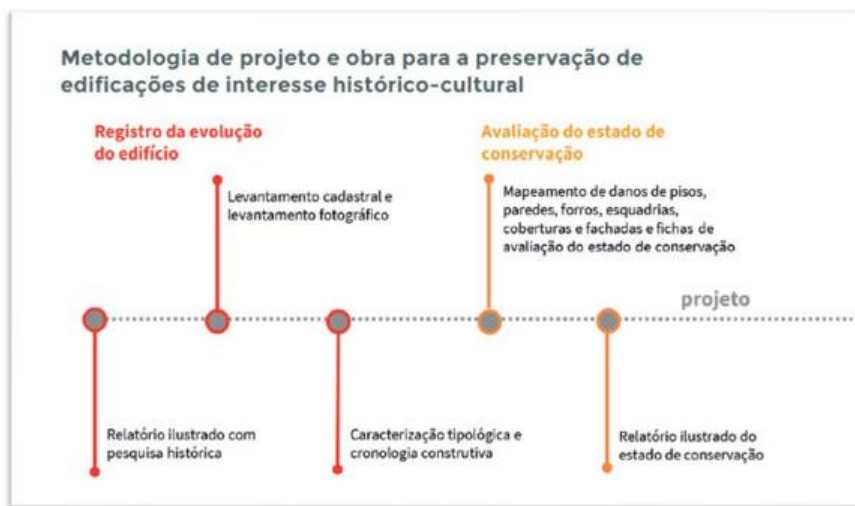 Metodologia de projeto e obra para a preservação de
edificações de interesse histórico-cultural
Registro da evolução
do edifício
Avaliação do estado de
conservação
Levantamento cadastral e
levantamento fotográfico
Mapeamento de danos de pisos,
paredes, forros, esquadrias,
coberturas e fachadas e fichas de
avaliação do estado de conservação
projeto
Relatório ilustrado com
pesquisa histórica
Caracterização tipológica e
cronologia construtiva
Relatório ilustrado do
estado de conservação